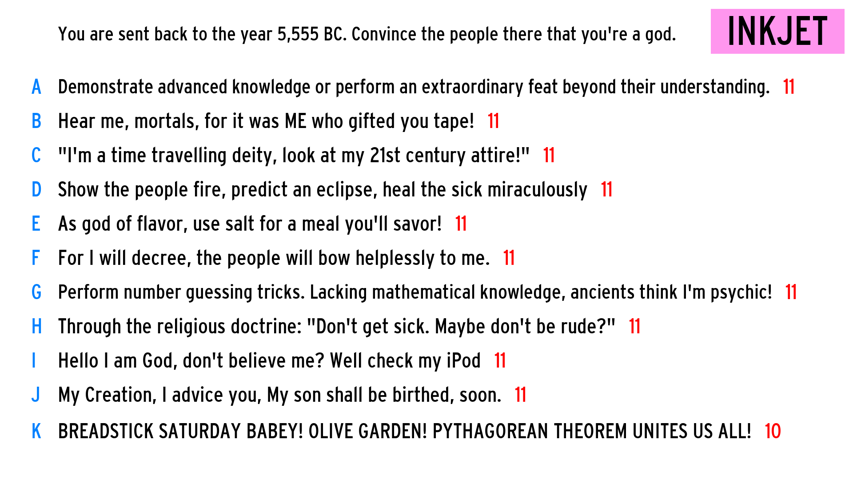 You are sent back to the year 5,555 BC. Convince the people there that you're a god.
INKJET
A Demonstrate advanced knowledge or perform an extraordinary feat beyond their understanding. 11
B Hear me, mortals, for it was ME who gifted you tape! 11
C "I'm a time travelling deity, look at my 21st century attire!" 11
D Show the people fire, predict an eclipse, heal the sick miraculously 11
E As god of flavor, use salt for a meal you'll savor! 11
F For I will decree, the people will bow helplessly to me. 11
G Perform number guessing tricks. Lacking mathematical knowledge, ancients think I'm psychic! 11
H Through the religious doctrine: "Don't get sick. Maybe don't be rude?" 11
I Hello I am God, don't believe me? Well check my iPod 11
J My Creation, I advice you, My son shall be birthed, soon. 11
K BREADSTICK SATURDAY BABEY! OLIVE GARDEN! PYTHAGOREAN THEOREM UNITES US ALL! 10